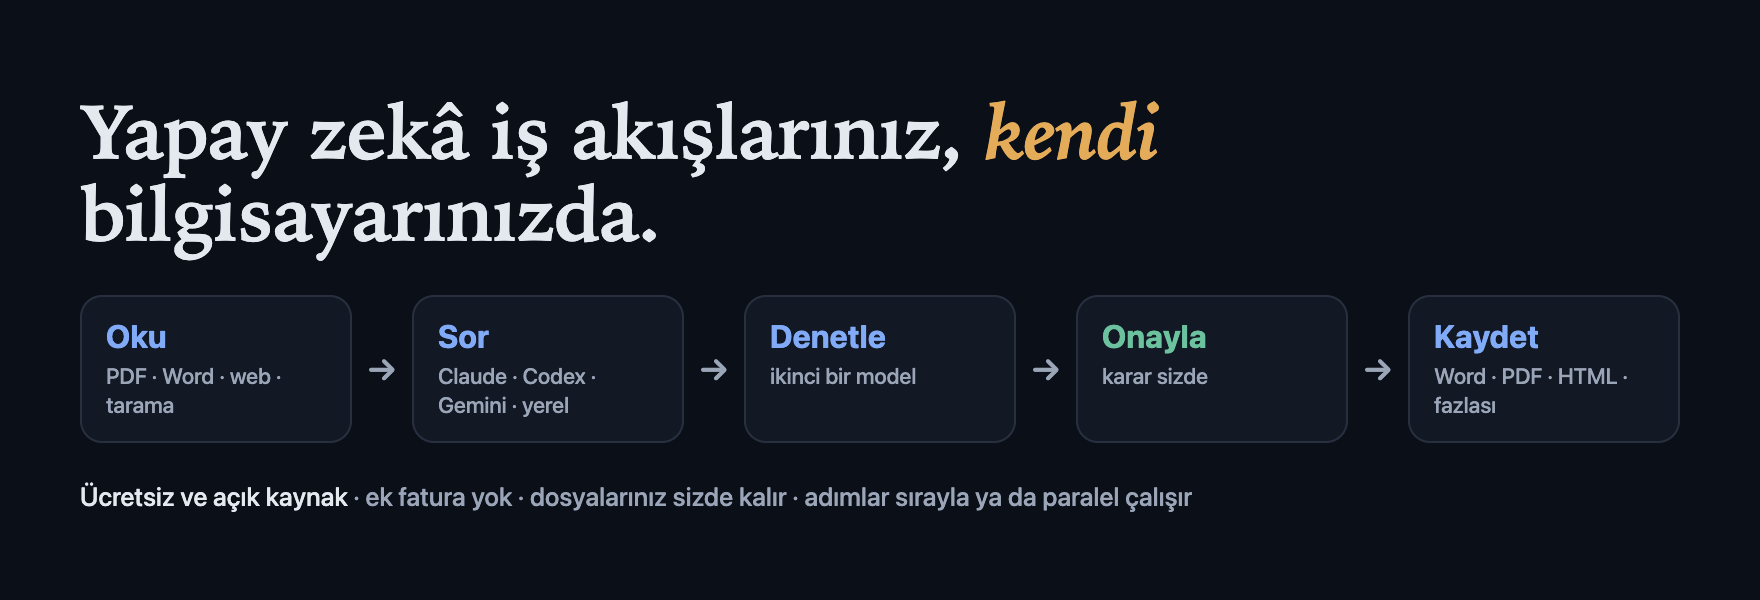 Yapay zekâ iş akışlarınız, kendi
bilgisayarınızda.
Oku
PDF · Word · web ·
tarama
→
Sor
Claude · Codex ·
Gemini · yerel
→
Denetle
ikinci bir model
→
Onayla
karar sizde
→
Kaydet
Word · PDF · HTML ·
fazlası
Ücretsiz ve açık kaynak · ek fatura yok · dosyalarınız sizde kalır · adımlar sırayla ya da paralel çalışır